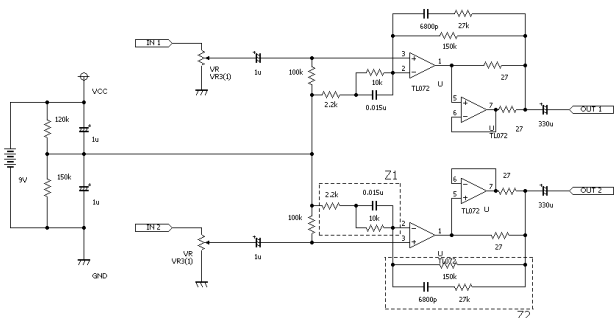 6800p
27k
150k
IN 1
VR
VR3(1)
1u
100k
3
2
1
10k
2.2k
0.015u
U
TL072
27
5
6
7
U
TL072
27
330u
OUT 1
VCC
120k
1u
9V
150k
1u
GND
Z1
2.2k
0.015u
10k
100k
IN 2
VR
VR3(1)
1u
2
3
1
U
TL072
6
5
7
TL072
U
27
27
330u
OUT 2
150k
6800p
27k
Z2